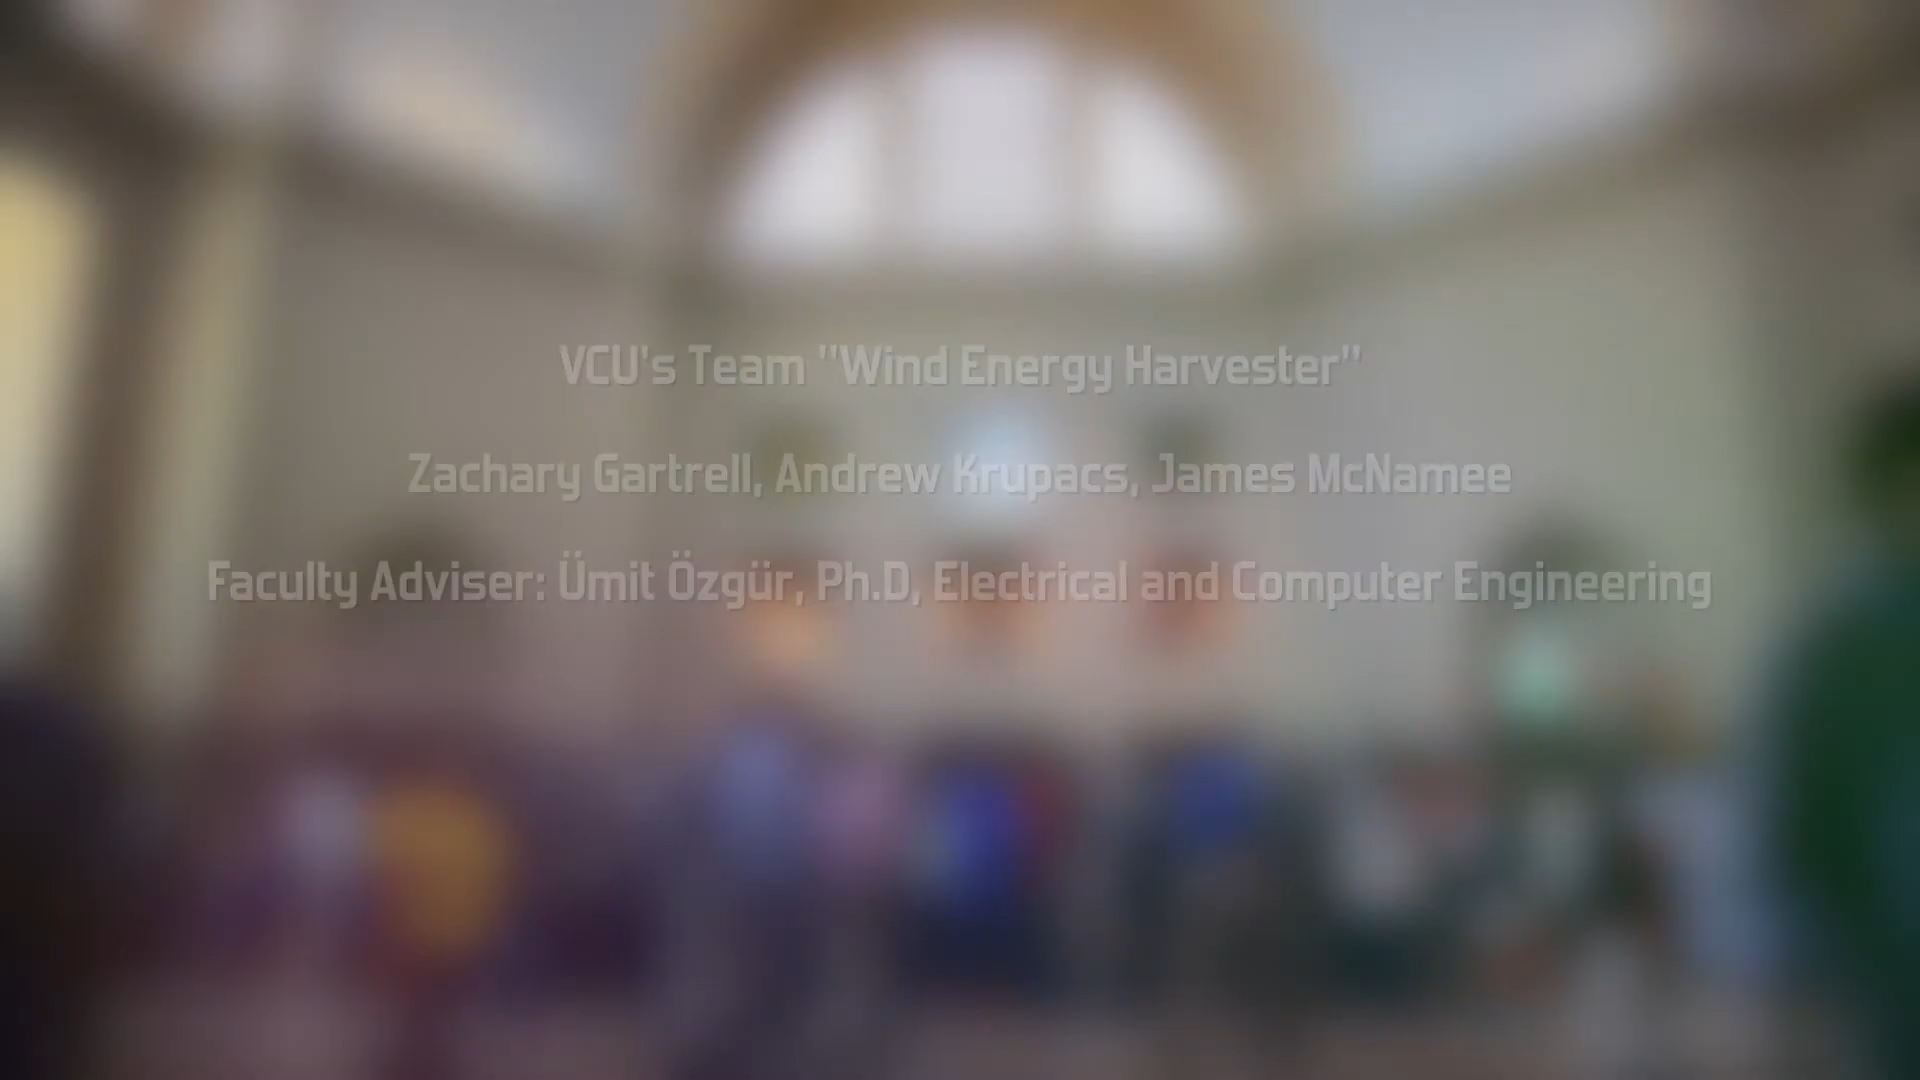 VCU's Team "Wind Energy Harvester"
Zachary Gartrell, Andrew Krupacs, James McNamee
Faculty Adviser: Ümit Özgür, Ph.D, Electrical and Computer Engineering